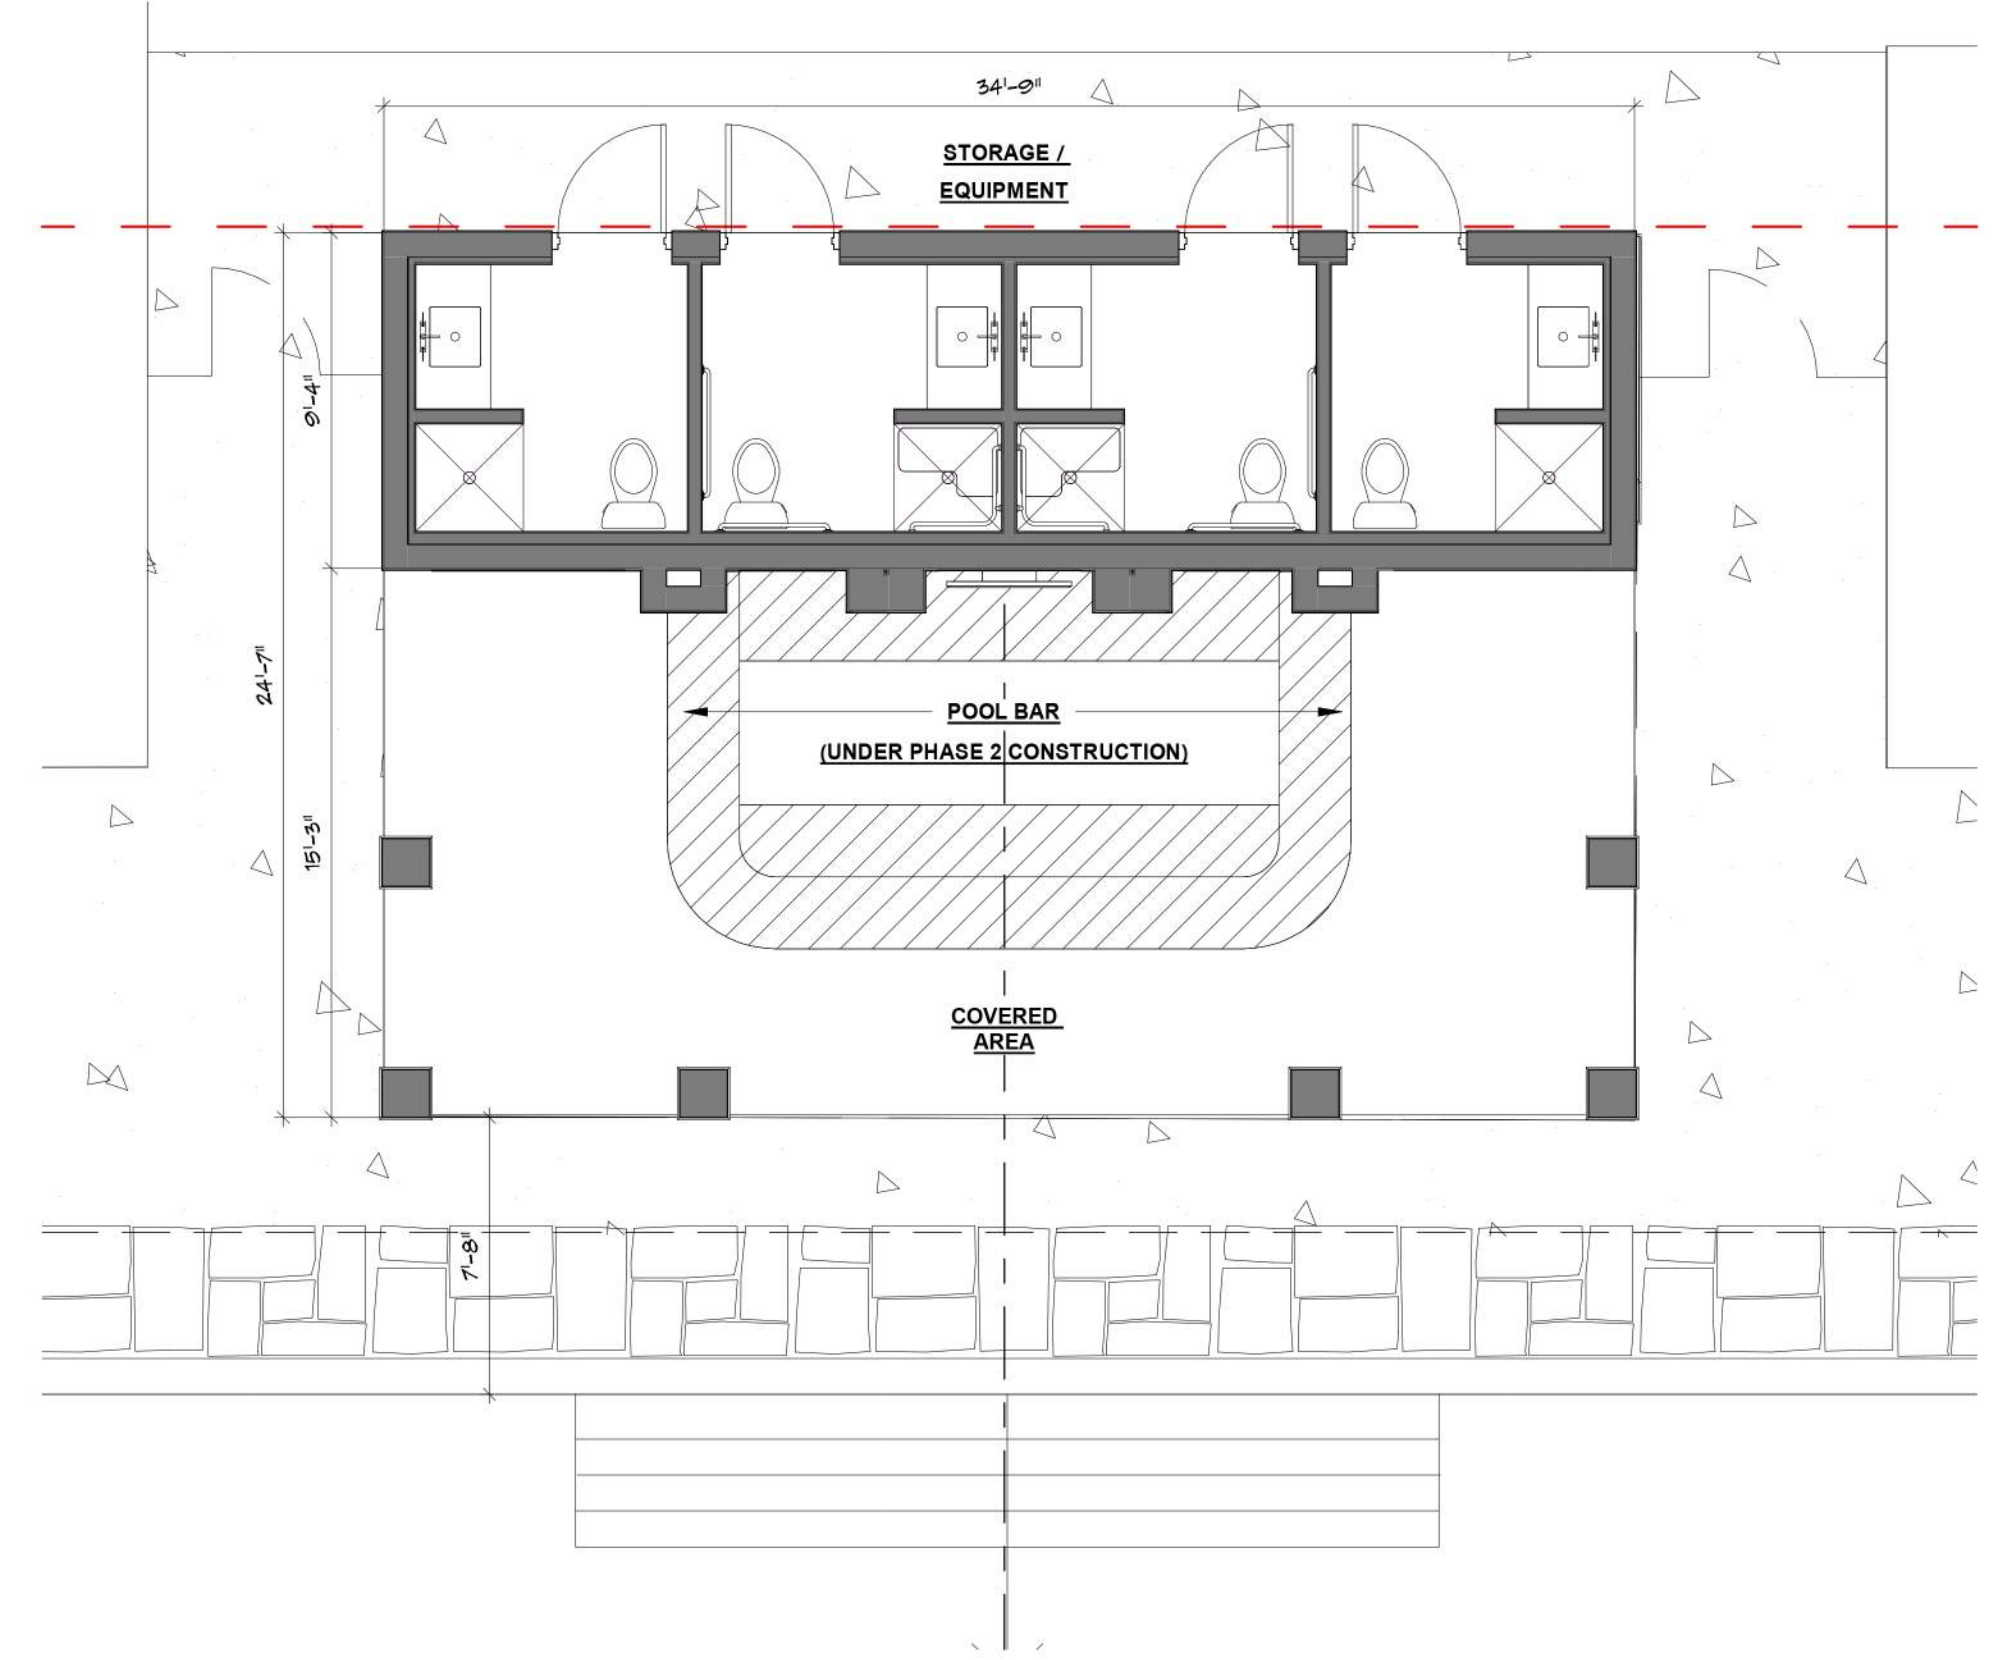 34'-9"
STORAGE /
EQUIPMENT
9'-4"
24'-7"
POOL BAR
(UNDER PHASE 2 CONSTRUCTION)
15'-3"
COVERED
AREA
7'-8"